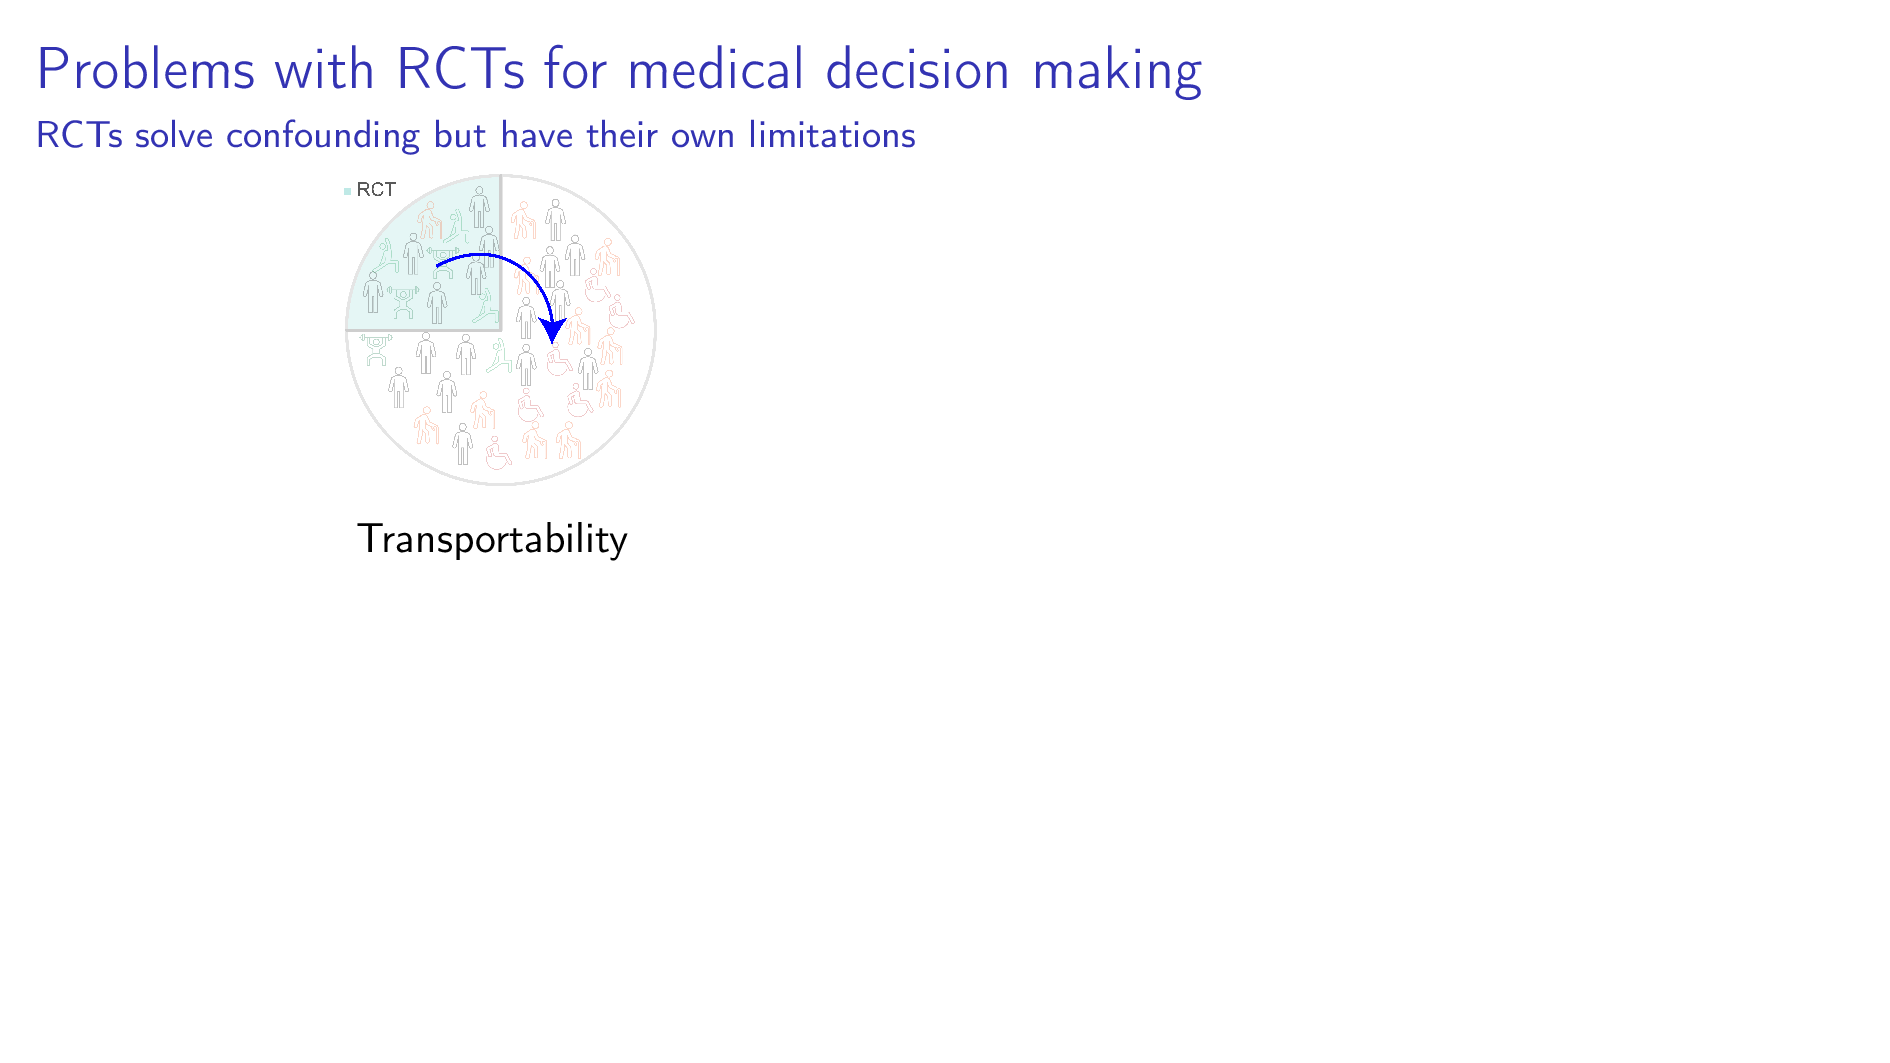 Problems with RCTs for medical decision making
RCTs solve confounding but have their own limitations
RCT
Transportability